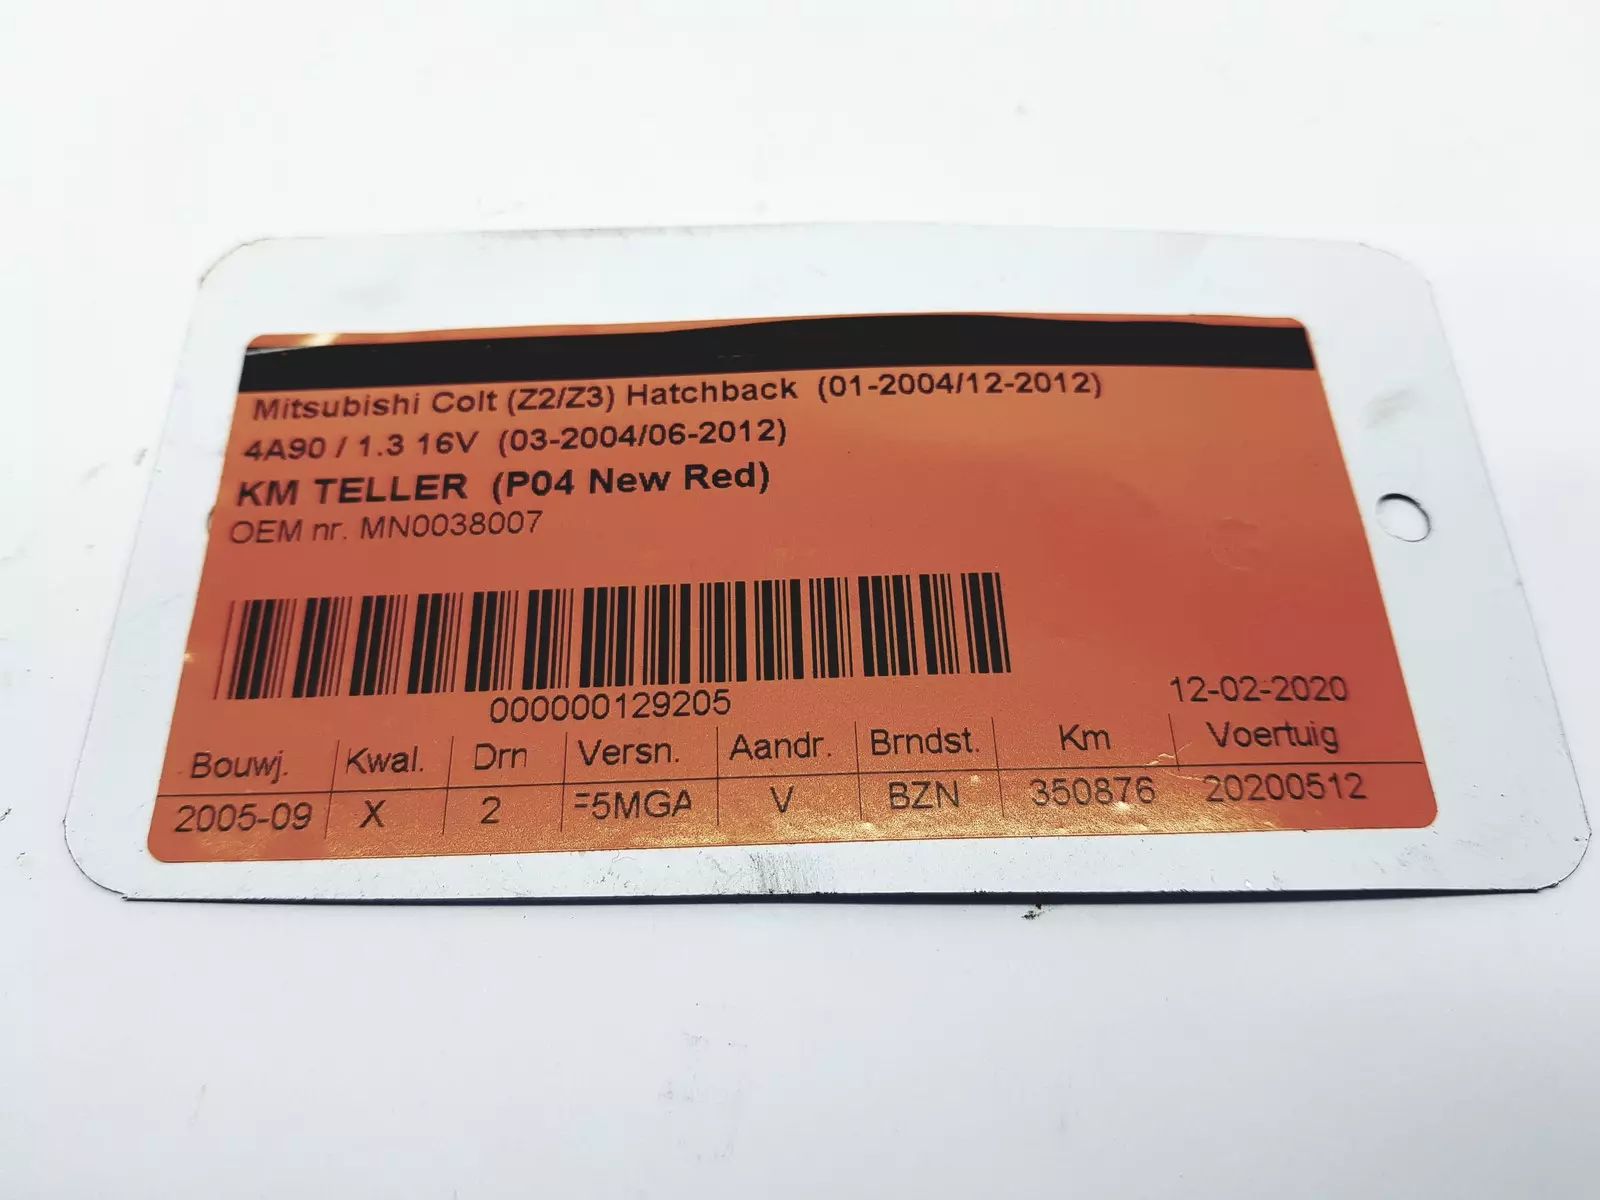 Mitsubishi Colt (Z2/Z3) Hatchback (01-2004/12-2012)
4A90 / 1.3 16V (03-2004/06-2012)
KM TELLER (P04 New Red)
OEM nr. MN0038007
000000129205
12-02-2020
Bouwj. Kwal. Drn Versn. Aandr. Brndst. Km Voertuig
2005-09 X 2 F5MGA V BZN 350876 20200512